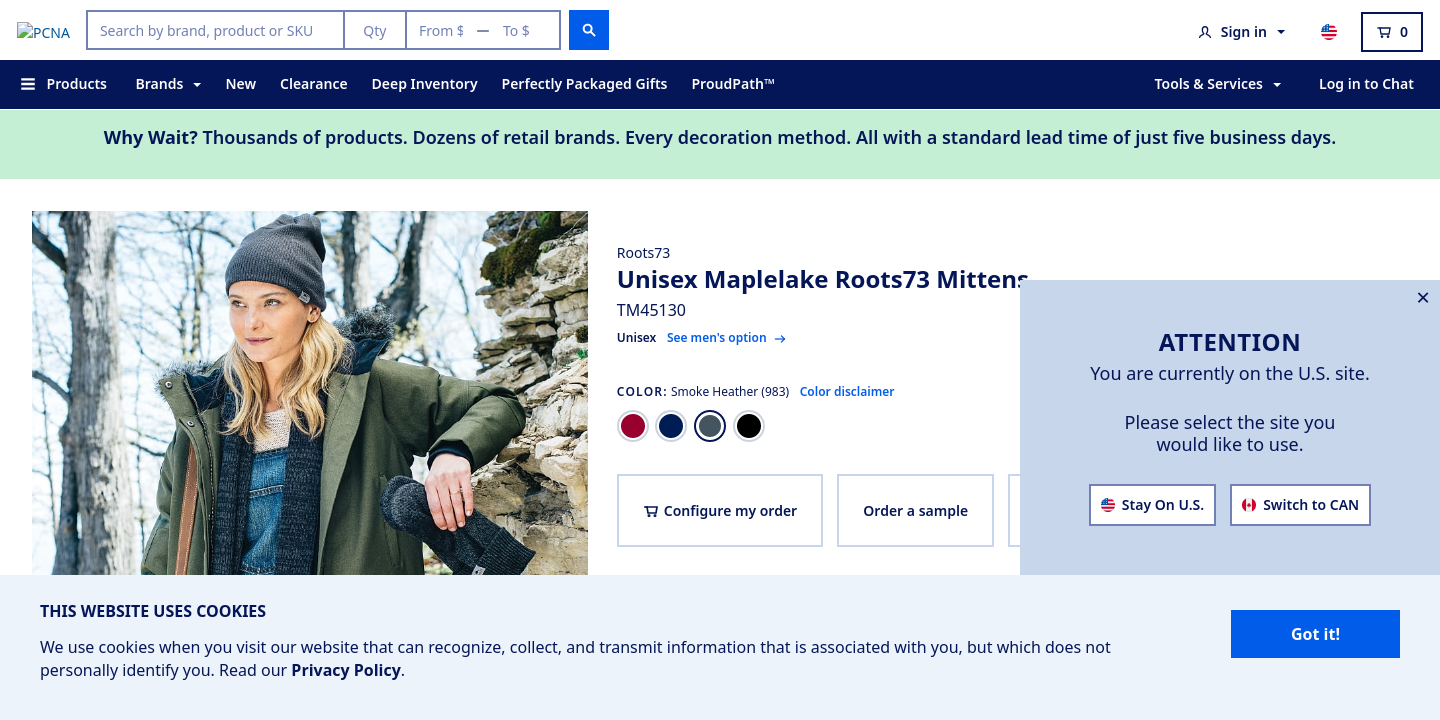 PCNA
Search by brand, product or SKU
Qty
From $
To $
Sign in
0
Products
Brands
New
Clearance
Deep Inventory
Perfectly Packaged Gifts
ProudPath™
Tools & Services
Log in to Chat
Why Wait? Thousands of products. Dozens of retail brands. Every decoration method. All with a standard lead time of just five business days.
Roots73
Unisex Maplelake Roots73 Mittens
TM45130
Unisex See men's option
COLOR: Smoke Heather (983) Color disclaimer
Configure my order
Order a sample
ATTENTION
You are currently on the U.S. site.
Please select the site you
would like to use.
Stay On U.S.
Switch to CAN
THIS WEBSITE USES COOKIES
We use cookies when you visit our website that can recognize, collect, and transmit information that is associated with you, but which does not
personally identify you. Read our Privacy Policy.
Got it!